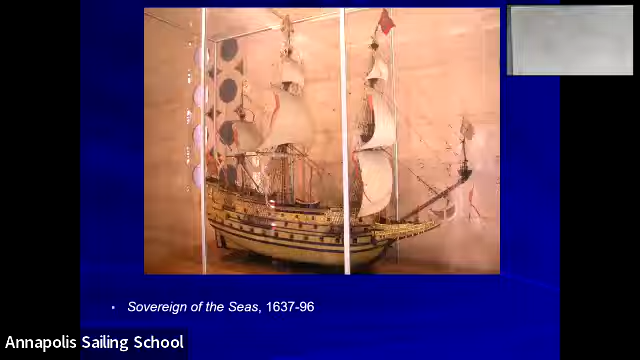 • Sovereign of the Seas, 1637-96
Annapolis Sailing School